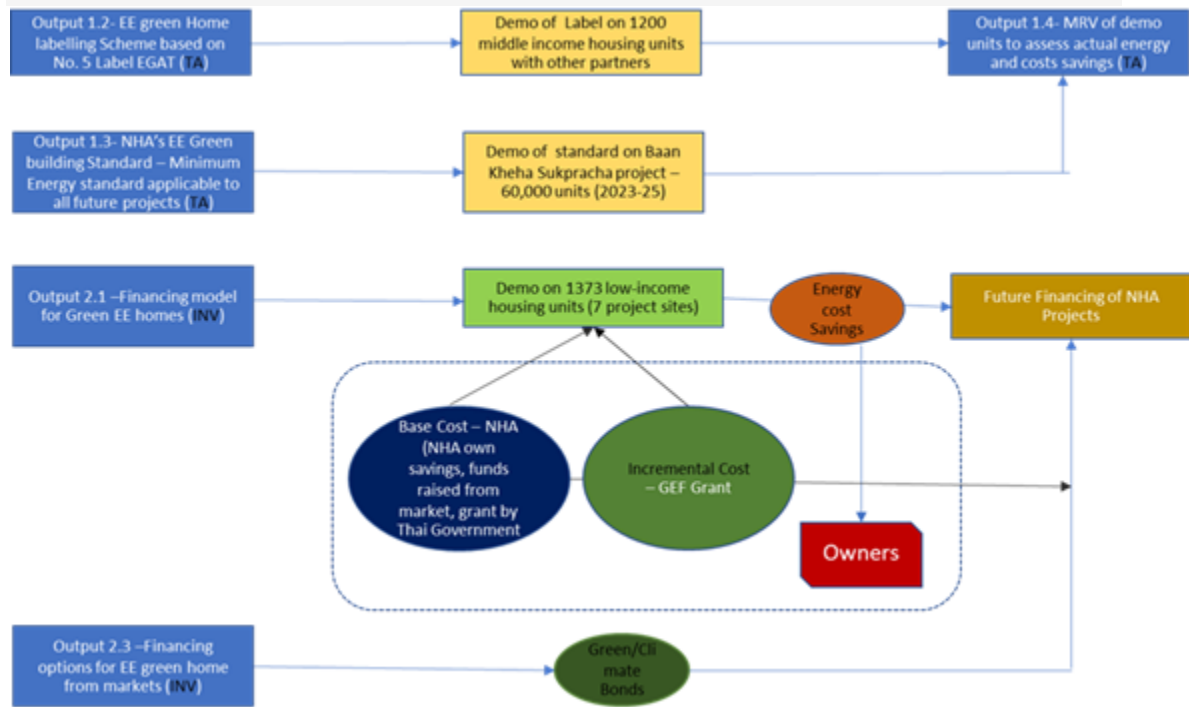 Output 1.2- EE green Home
labelling Scheme based on
No. 5 Label EGAT (TA)
Demo of Label on 1200
middle income housing units
with other partners
Output 1.4- MRV of demo
units to assess actual energy
and costs savings (TA)
Output 1.3- NHA's EE Green
building Standard – Minimum
Energy standard applicable to
all future projects (TA)
Demo of standard on Baan
Kheha Sukpracha project –
60,000 units (2023-25)
Output 2.1 –Financing model
for Green EE homes (INV)
Demo on 1373 low-income
housing units (7 project sites)
Energy
cost
Savings
Future Financing of NHA
Projects
Base Cost – NHA
(NHA own
savings, funds
raised from
market, grant by
Thai Government
Incremental Cost
– GEF Grant
Owners
Output 2.3 –Financing
options for EE green home
from markets (INV)
Green/Cli
mate
Bonds